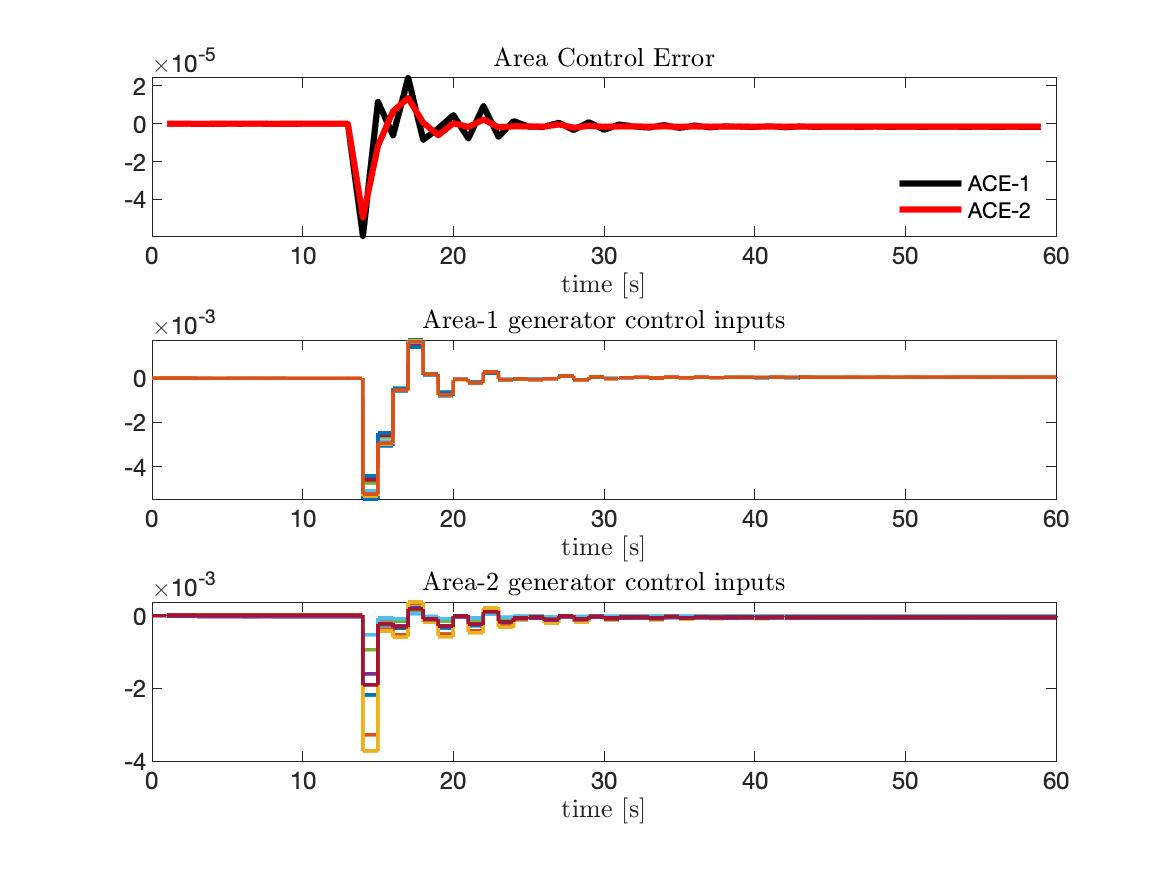 ×10-5
Area Control Error
2
0
-2
-4
ACE-1
ACE-2
0 10 20 30 40 50 60
time [s]
×10-3
Area-1 generator control inputs
0
-2
-4
0 10 20 30 40 50 60
time [s]
×10-3
Area-2 generator control inputs
0
-2
-4
0 10 20 30 40 50 60
time [s]